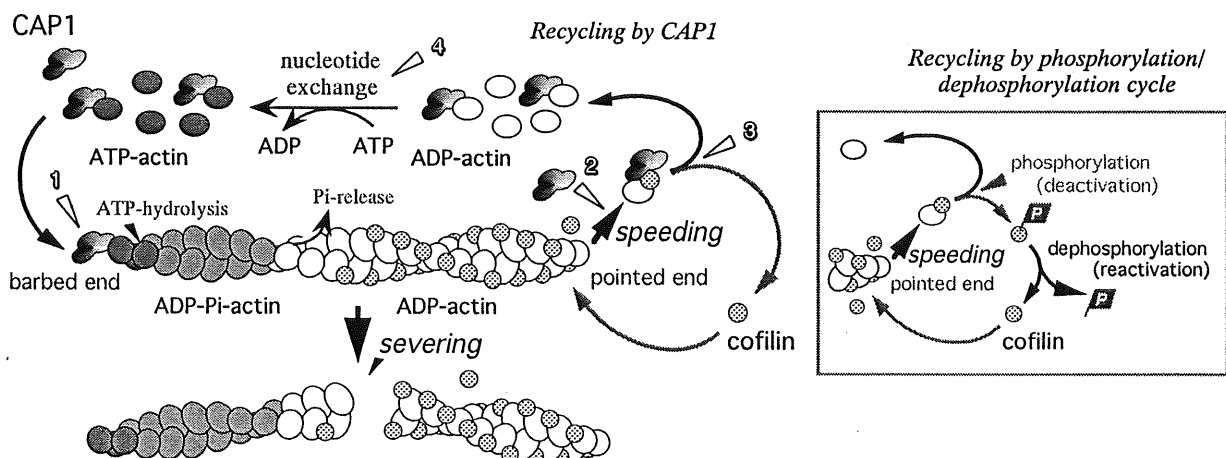 CAP1
4
Recycling by CAP1
nucleotide
exchange
ADP
ATP
ATP-actin
ADP-actin
3
2
1
ATP-hydrolysis
Pi-release
speeding
barbed end
pointed end
ADP-Pi-actin
ADP-actin
severing
cofilin
Recycling by phosphorylation/
dephosphorylation cycle
phosphorylation
(deactivation)
P
dephosphorylation
(reactivation)
speeding
pointed end
P
cofilin